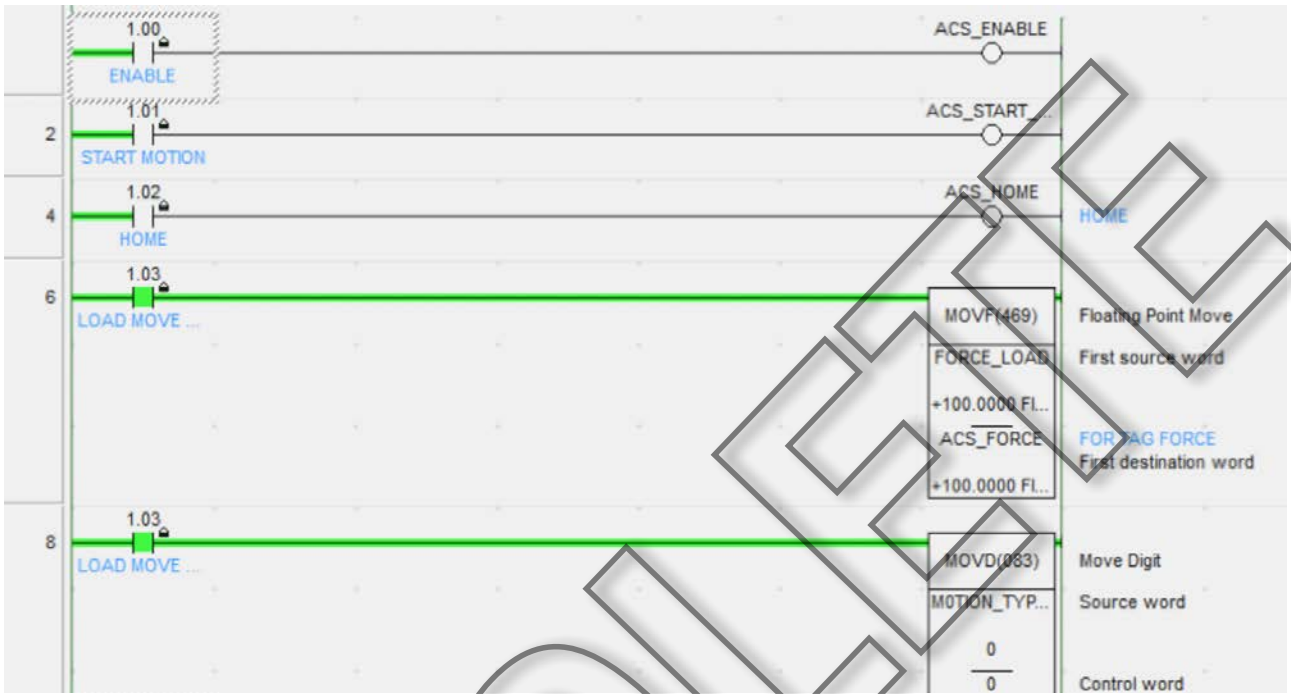 1.00
ACS_ENABLE
ENABLE
1.01
ACS_START_...
2
START MOTION
1.02
ACS_HOME
4
HOME
HOME
1.03
6
LOAD MOVE ...
MOVF(469)
Floating Point Move
FORCE_LOAD
First source word
+100.0000 Fl...
ACS_FORCE
FOR TAG FORCE
First destination word
+100.0000 Fl...
1.03
8
LOAD MOVE ...
MOVD(083)
Move Digit
M0TION_TYP...
Source word
0
0
Control word